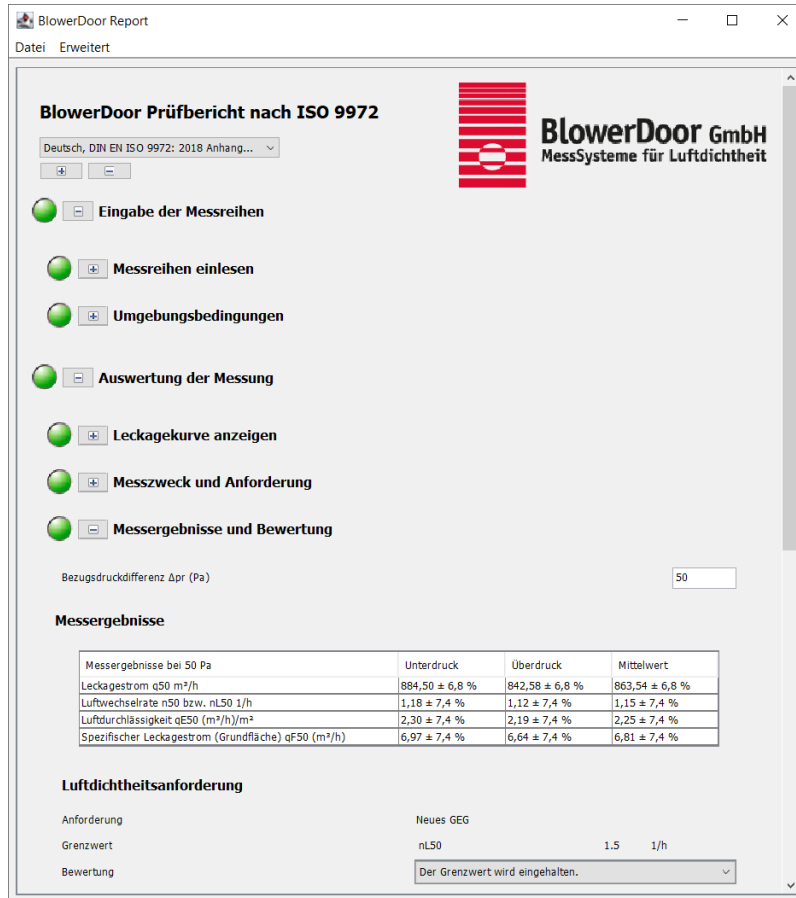 BlowerDoor Report
Datei Erweitert
BlowerDoor Prüfbericht nach ISO 9972
BlowerDoor GmbH
MessSysteme für Luftdichtheit
Deutsch, DIN EN ISO 9972: 2018 Anhang...
Eingabe der Messreihen
Messreihen einlesen
Umgebungsbedingungen
Auswertung der Messung
Leckagekurve anzeigen
Messzweck und Anforderung
Messergebnisse und Bewertung
Bezugsdruckdifferenz Δpr (Pa) 50
Messergebnisse
Messergebnisse bei 50 Pa Unterdruck Überdruck Mittelwert
Leckagestrom q50 m³/h 884,50 ± 6,8 % 842,58 ± 6,8 % 863,54 ± 6,8 %
Luftwechselrate n50 bzw. nL50 1/h 1,18 ± 7,4 % 1,12 ± 7,4 % 1,15 ± 7,4 %
Luftdurchlässigkeit qE50 (m³/h)/m² 2,30 ± 7,4 % 2,19 ± 7,4 % 2,25 ± 7,4 %
Spezifischer Leckagestrom (Grundfläche) qF50 (m³/h) 6,97 ± 7,4 % 6,64 ± 7,4 % 6,81 ± 7,4 %
Luftdichtheitsanforderung
Anforderung Neues GEG
Grenzwert nL50 1.5 1/h
Bewertung Der Grenzwert wird eingehalten.